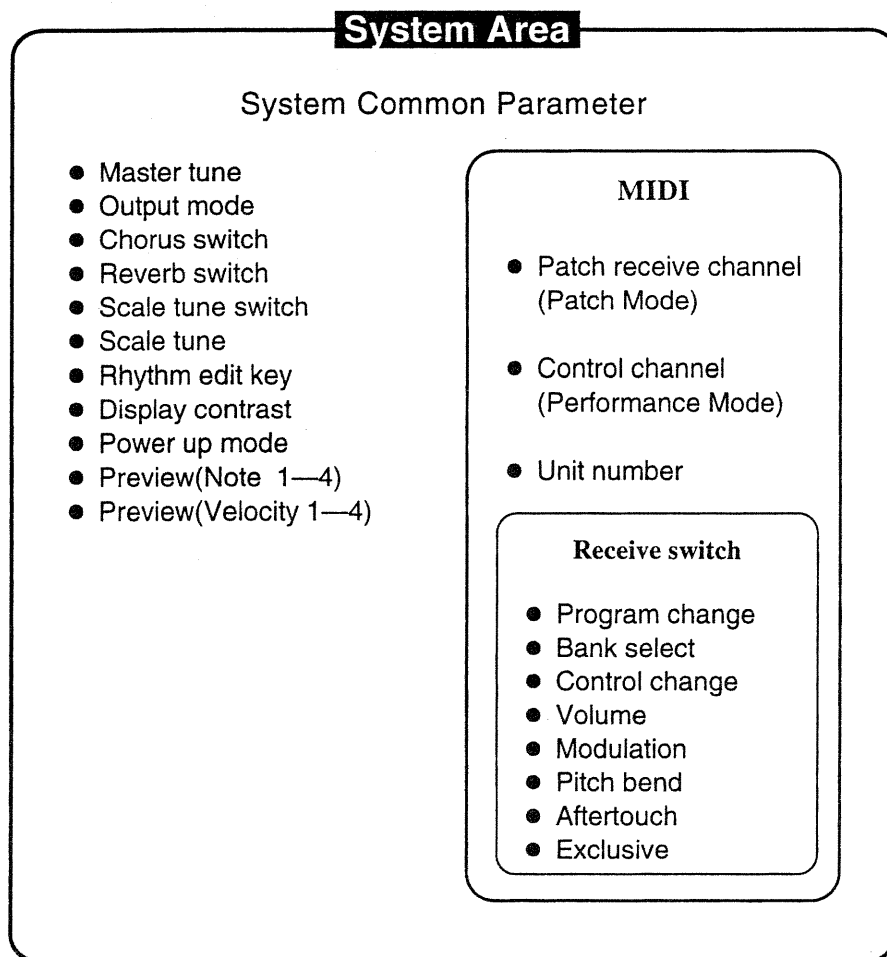 System Area
System Common Parameter
● Master tune
● Output mode
● Chorus switch
● Reverb switch
● Scale tune switch
● Scale tune
● Rhythm edit key
● Display contrast
● Power up mode
● Preview(Note 1—4)
● Preview(Velocity 1—4)
MIDI
● Patch receive channel
(Patch Mode)
● Control channel
(Performance Mode)
● Unit number
Receive switch
● Program change
● Bank select
● Control change
● Volume
● Modulation
● Pitch bend
● Aftertouch
● Exclusive